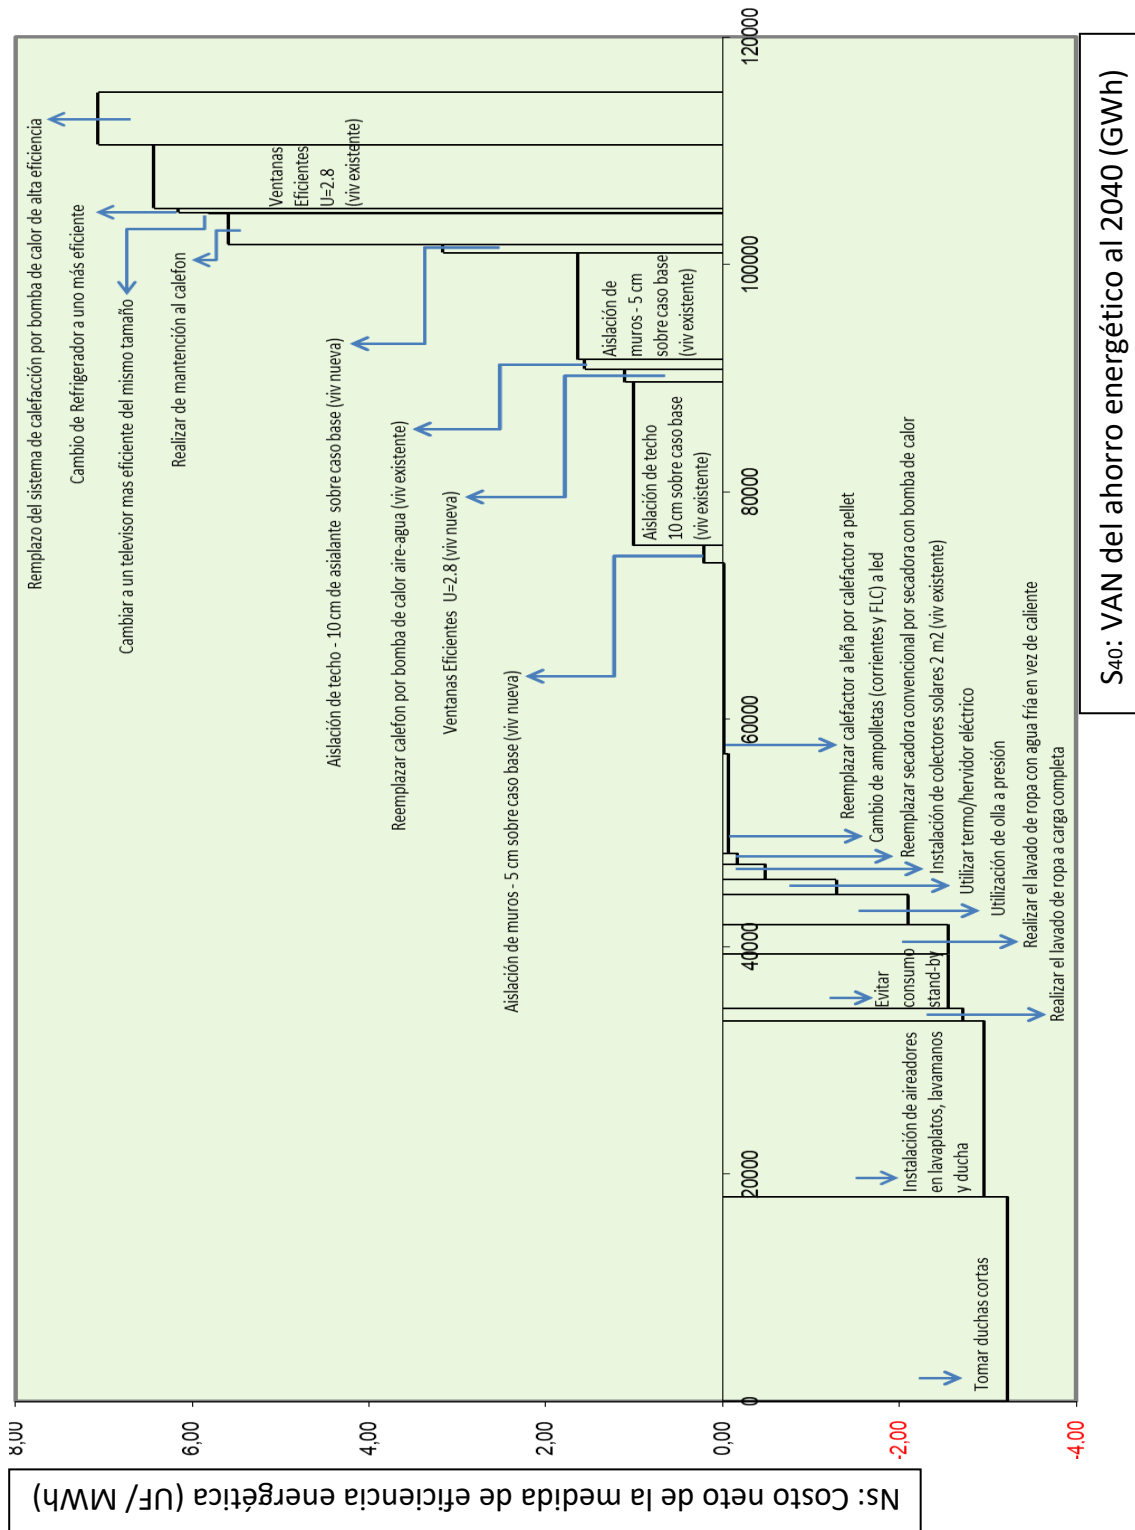 Ns: Costo neto de la medida de eficiencia energética (UF/ MWh)
8,00
6,00
4,00
2,00
0,00
-2,00
-4,00
0
20000
40000
60000
80000
100000
120000
S40: VAN del ahorro energético al 2040 (GWh)
Remplazo del sistema de calefacción por bomba de calor de alta eficiencia
Cambio de Refrigerador a uno más eficiente
Cambiar a un televisor mas eficiente del mismo tamaño
Realizar de mantención al calefon
Ventanas
Eficientes
U=2.8
(viv existente)
Aislación de techo - 10 cm de asialante sobre caso base (viv nueva)
Reemplazar calefon por bomba de calor aire-agua (viv existente)
Ventanas Eficientes U=2.8 (viv nueva)
Aislación de muros - 5 cm sobre caso base (viv nueva)
Aislación de
muros - 5 cm
sobre caso base
(viv existente)
Aislación de techo
10 cm sobre caso base
(viv existente)
Reemplazar calefactor a leña por calefactor a pellet
Cambio de ampolletas (corrientes y FLC) a led
Reemplazar secadora convencional por secadora con bomba de calor
Instalación de colectores solares 2 m2 (viv existente)
Utilizar termo/hervidor eléctrico
Utilización de olla a presión
Realizar el lavado de ropa con agua fría en vez de caliente
Realizar el lavado de ropa a carga completa
Evitar
consumo
stand-by
Instalación de aireadores
en lavaplatos, lavamanos
y ducha
Tomar duchas cortas